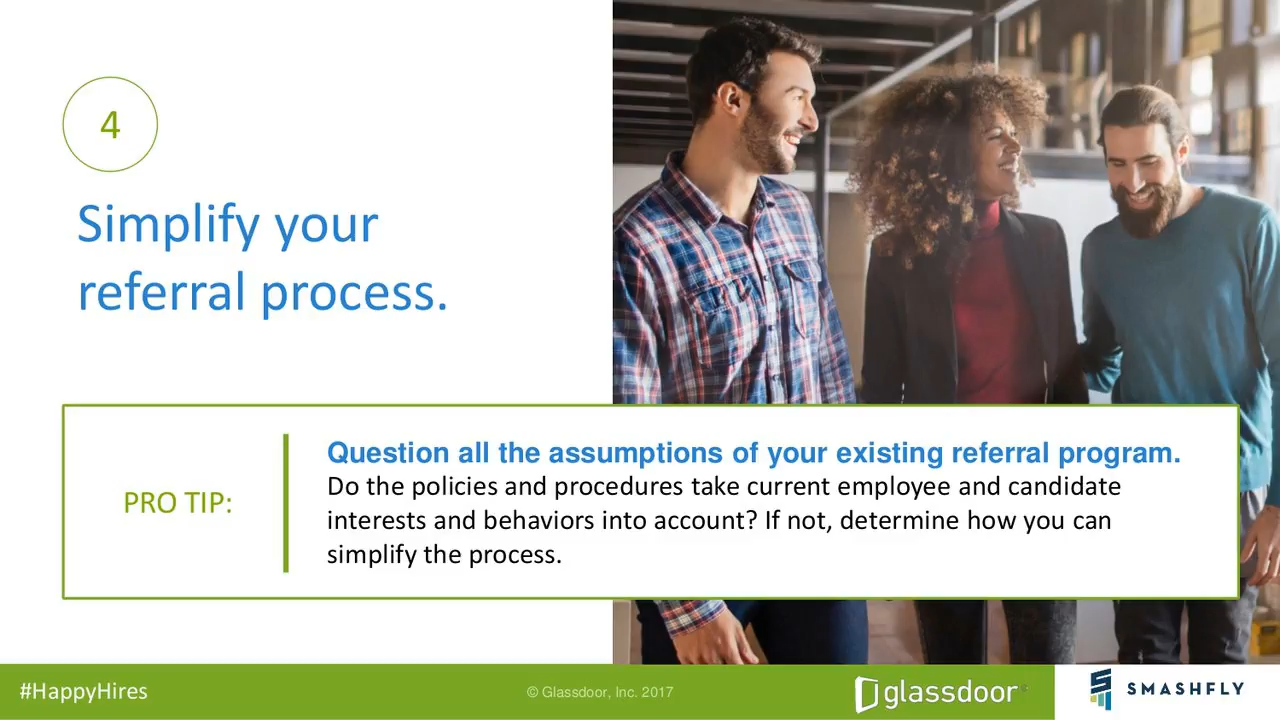 4
Simplify your
referral process.
PRO TIP:
Question all the assumptions of your existing referral program.
Do the policies and procedures take current employee and candidate
interests and behaviors into account? If not, determine how you can
simplify the process.
#HappyHires
© Glassdoor, Inc. 2017
glassdoor
SMASHFLY